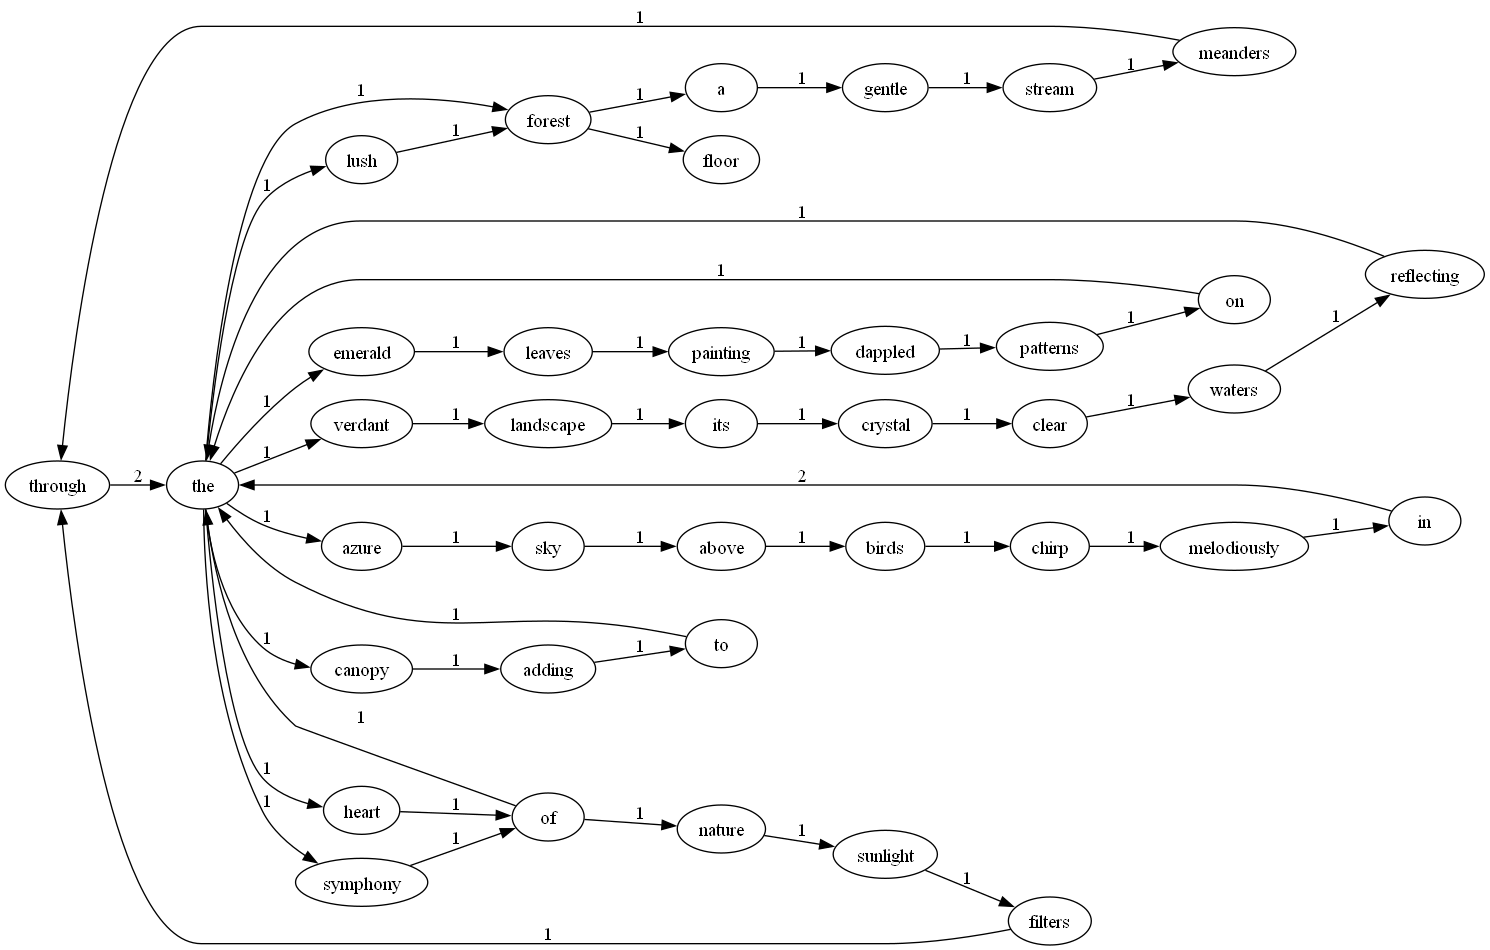 1
meanders
1
a
1
gentle
1
stream
1
1
1
forest
1
lush
1
1
floor
1
1
reflecting
1
on
1
1
emerald
1
leaves
1
painting
1
dappled
1
patterns
1
1
waters
1
verdant
1
landscape
1
its
1
crystal
1
clear
1
1
through
2
the
2
in
1
azure
1
sky
1
above
1
birds
1
chirp
1
melodiously
1
1
to
1
canopy
1
adding
1
1
1
heart
1
of
1
nature
1
sunlight
1
1
symphony
1
filters
1